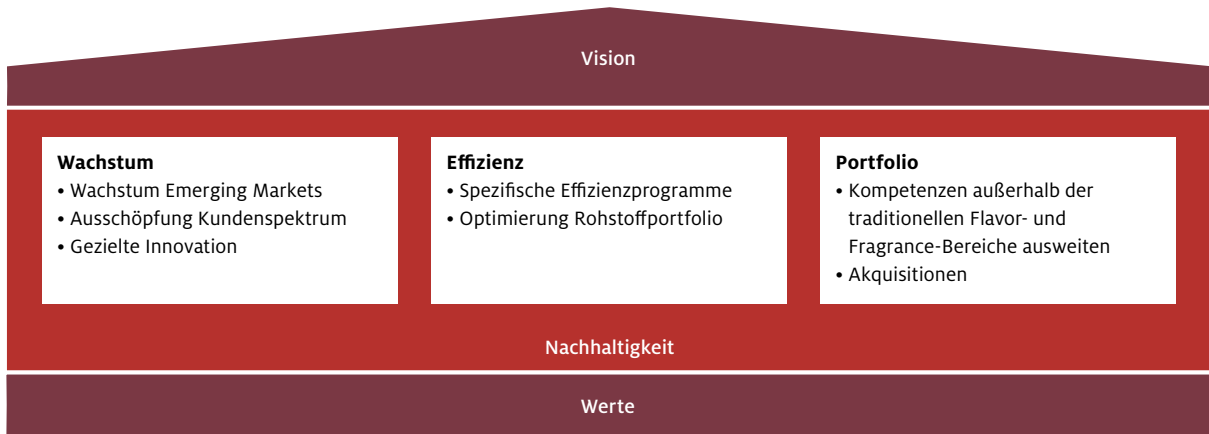 Vision
Wachstum
• Wachstum Emerging Markets
• Ausschöpfung Kundenspektrum
• Gezielte Innovation
Effizienz
• Spezifische Effizienzprogramme
• Optimierung Rohstoffportfolio
Portfolio
• Kompetenzen außerhalb der
traditionellen Flavor- und
Fragrance-Bereiche ausweiten
• Akquisitionen
Nachhaltigkeit
Werte